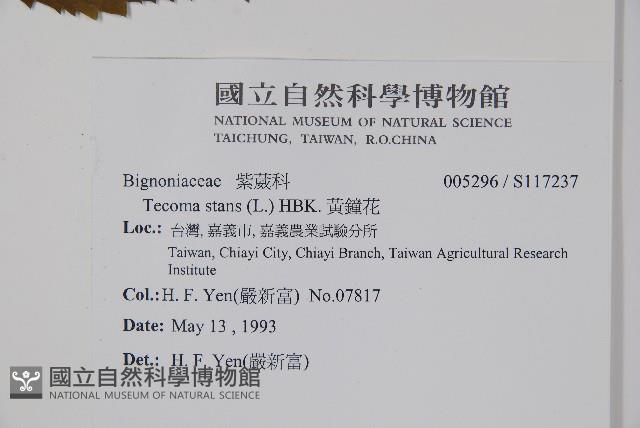 國立自然科學博物館
NATIONAL MUSEUM OF NATURAL SCIENCE
TAICHUNG, TAIWAN, R.O.CHINA
Bignoniaceae 紫葳科 005296 / S117237
Tecoma stans (L.) HBK. 黃鐘花
Loc.: 台灣, 嘉義市, 嘉義農業試驗分所
Taiwan, Chiayi City, Chiayi Branch, Taiwan Agricultural Research
Institute
Col.:H. F. Yen(嚴新富) No.07817
Date: May 13 , 1993
Det.: H. F. Yen(嚴新富)
國立自然科學博物館
NATIONAL MUSEUM OF NATURAL SCIENCE